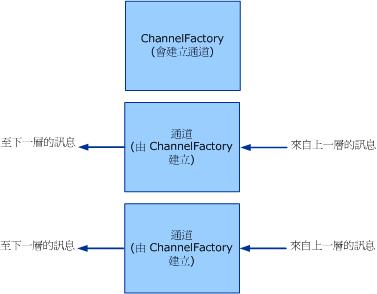 ChannelFactory
(會建立通道)
至下一層的訊息
通道
(由 ChannelFactory
建立)
來自上一層的訊息
至下一層的訊息
通道
(由 ChannelFactory
建立)
來自上一層的訊息